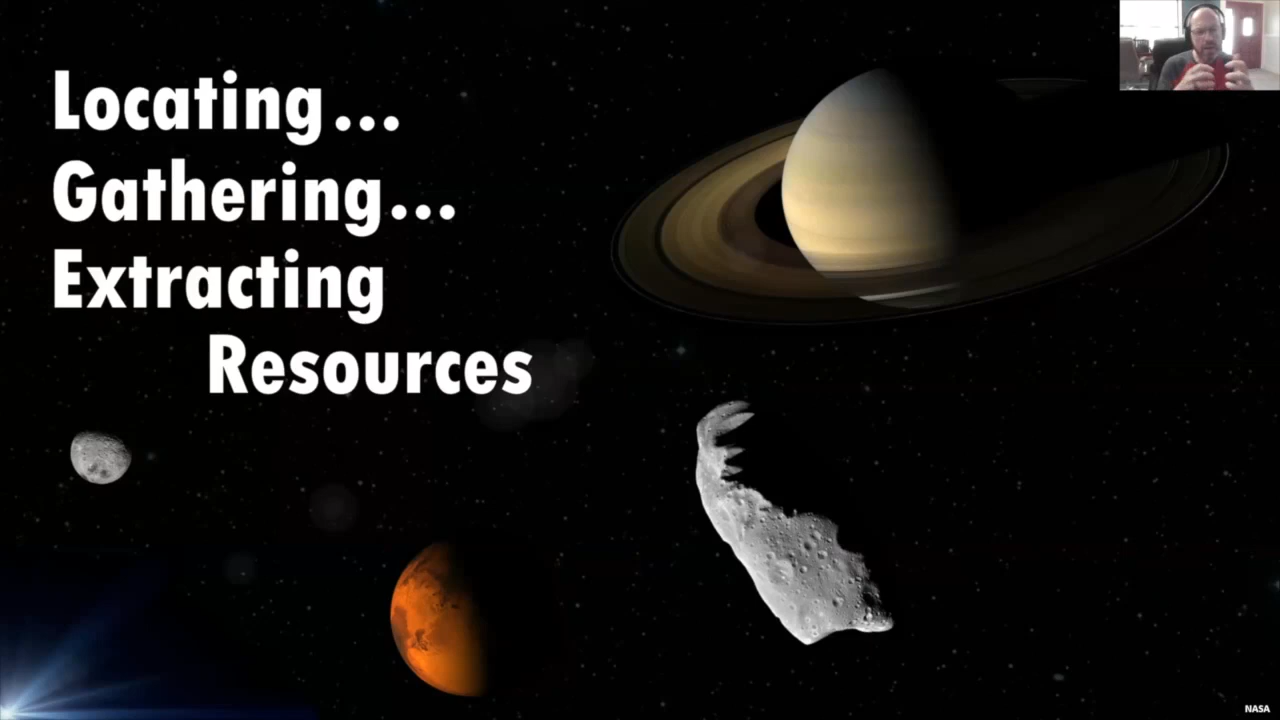 Locating...
Gathering...
Extracting
Resources
NASA